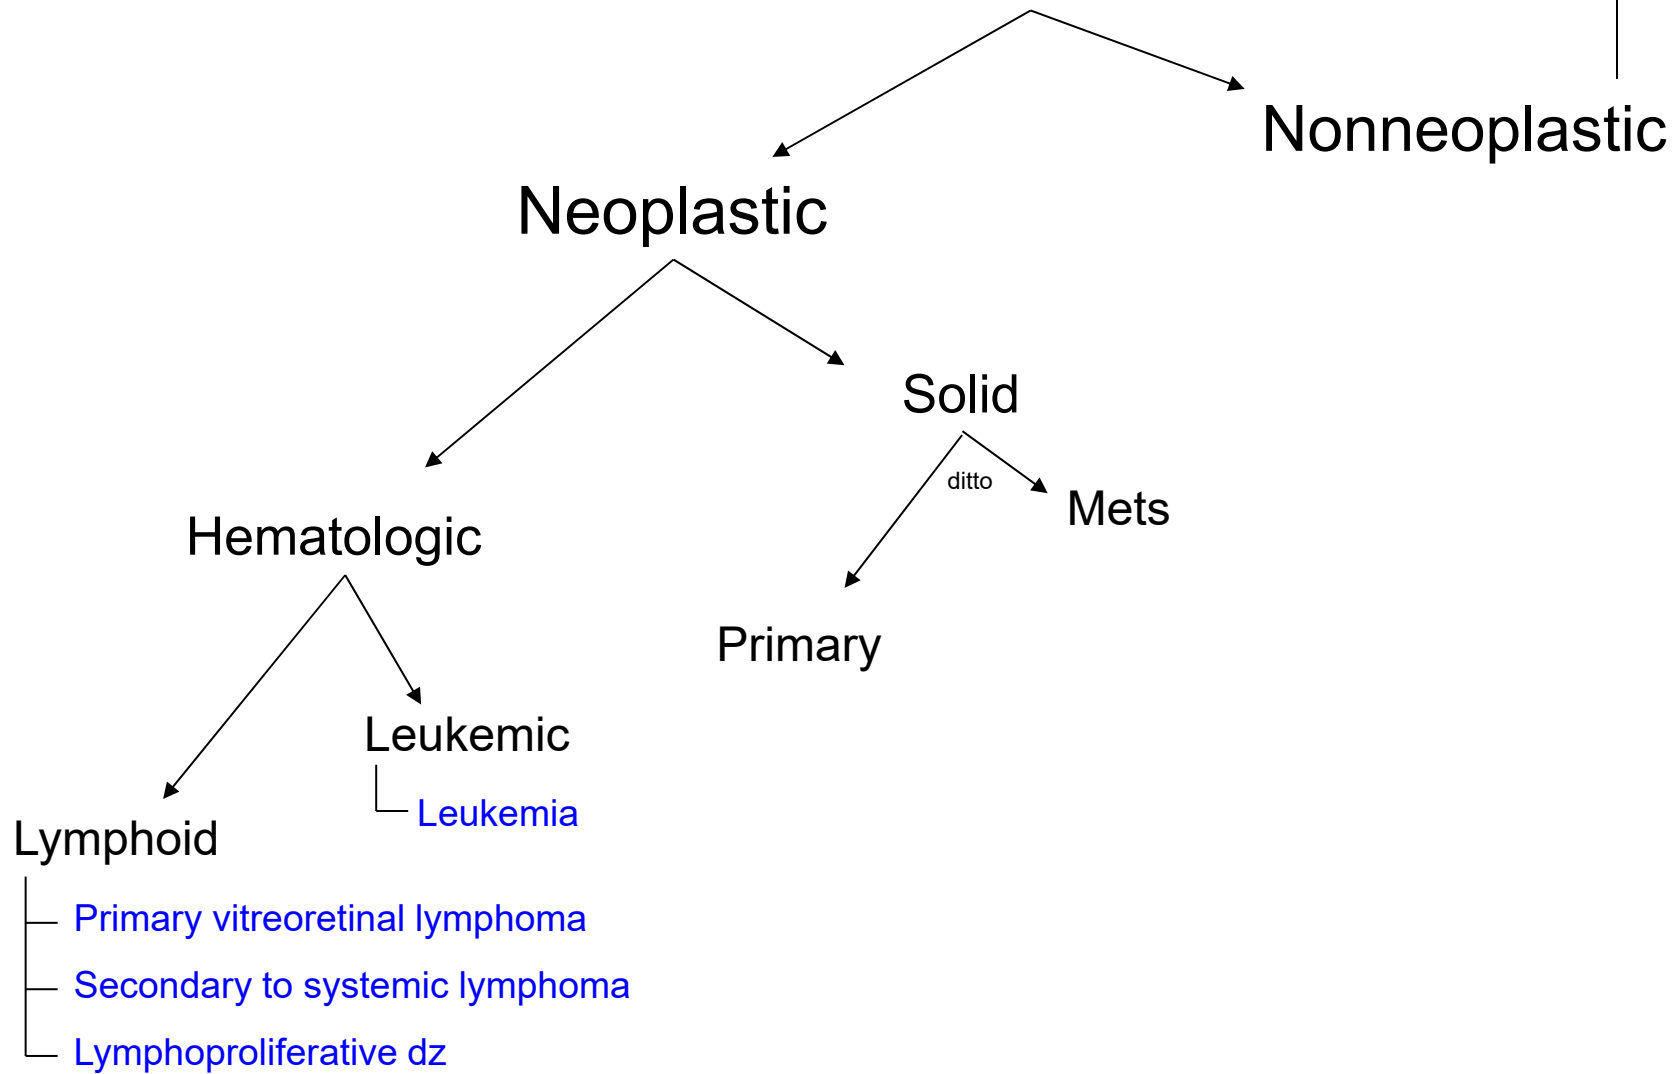 Nonneoplastic
Neoplastic
Solid
ditto
Mets
Hematologic
Primary
Leukemic
Leukemia
Lymphoid
Primary vitreoretinal lymphoma
Secondary to systemic lymphoma
Lymphoproliferative dz